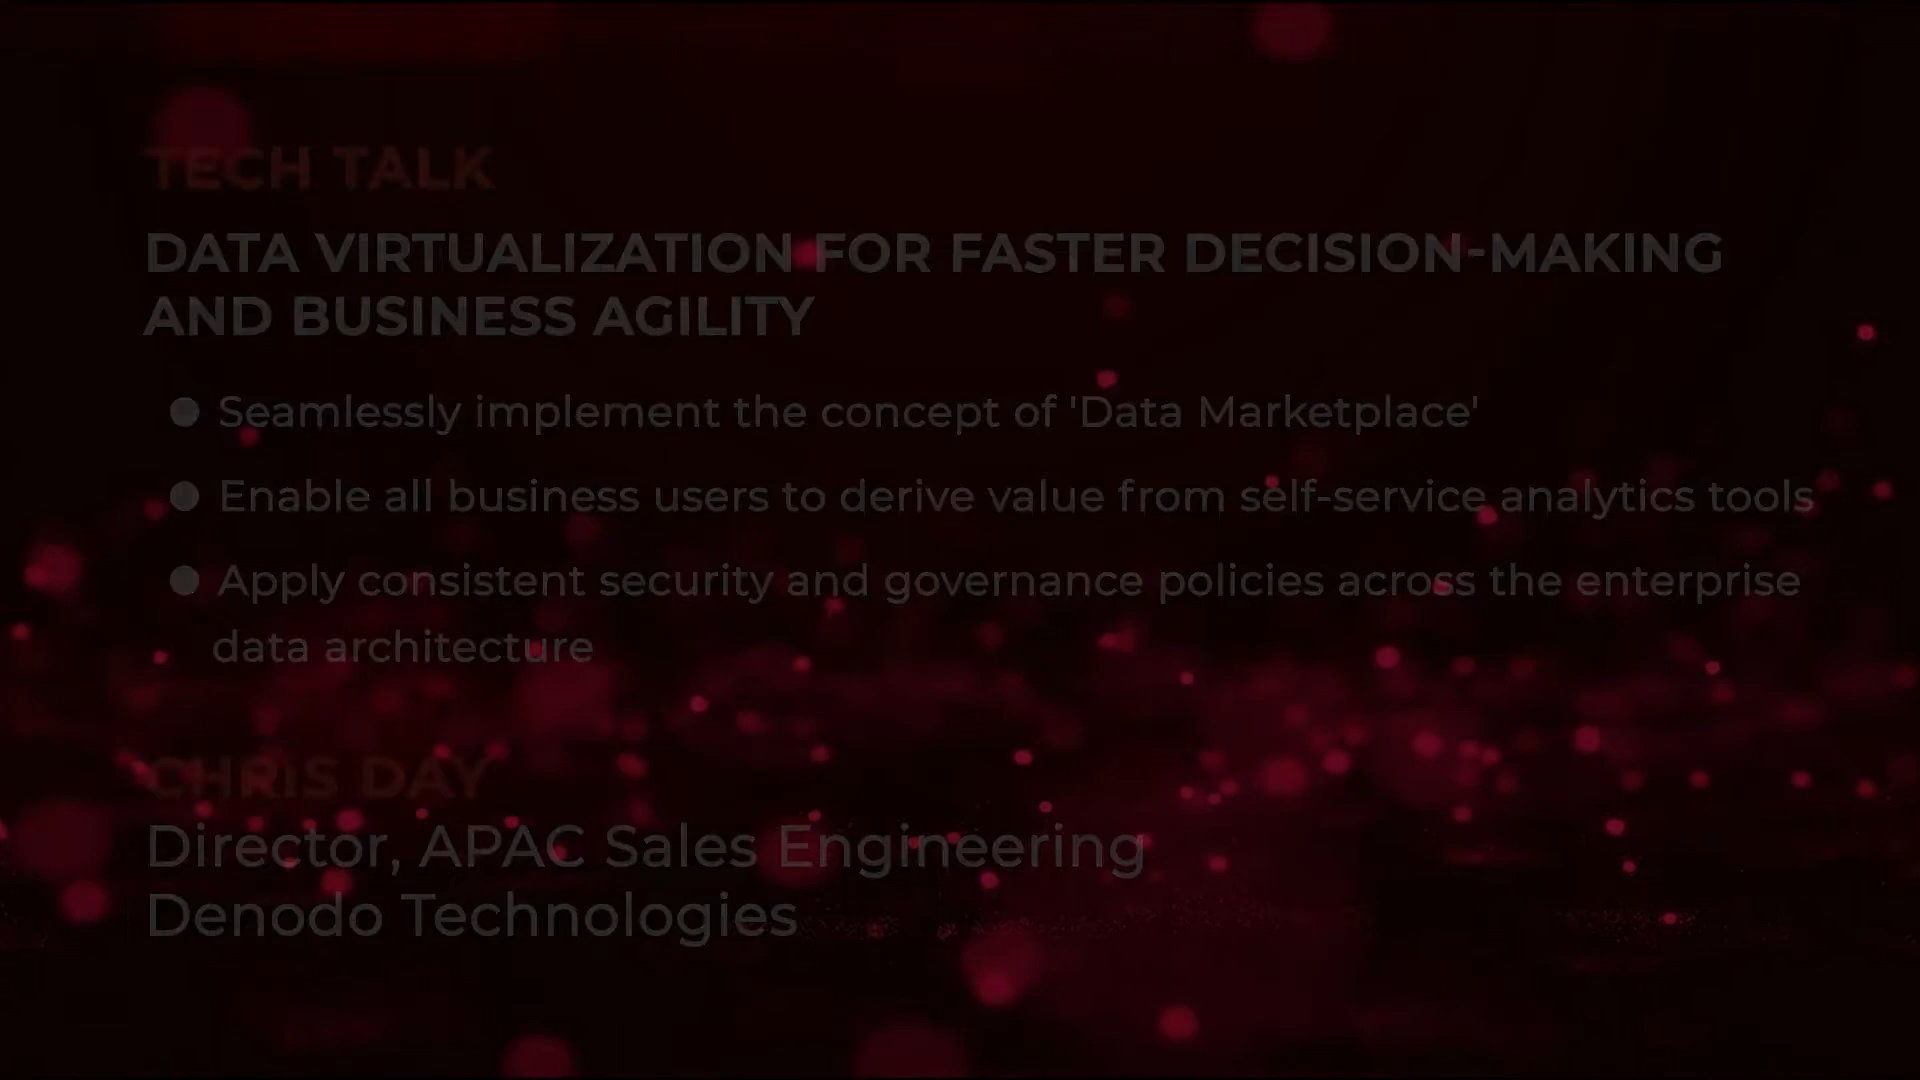 TECH TALK
DATA VIRTUALIZATION FOR FASTER DECISION-MAKING
AND BUSINESS AGILITY
● Seamlessly implement the concept of 'Data Marketplace'
● Enable all business users to derive value from self-service analytics tools
● Apply consistent security and governance policies across the enterprise
data architecture
CHRIS DAY
Director, APAC Sales Engineering
Denodo Technologies